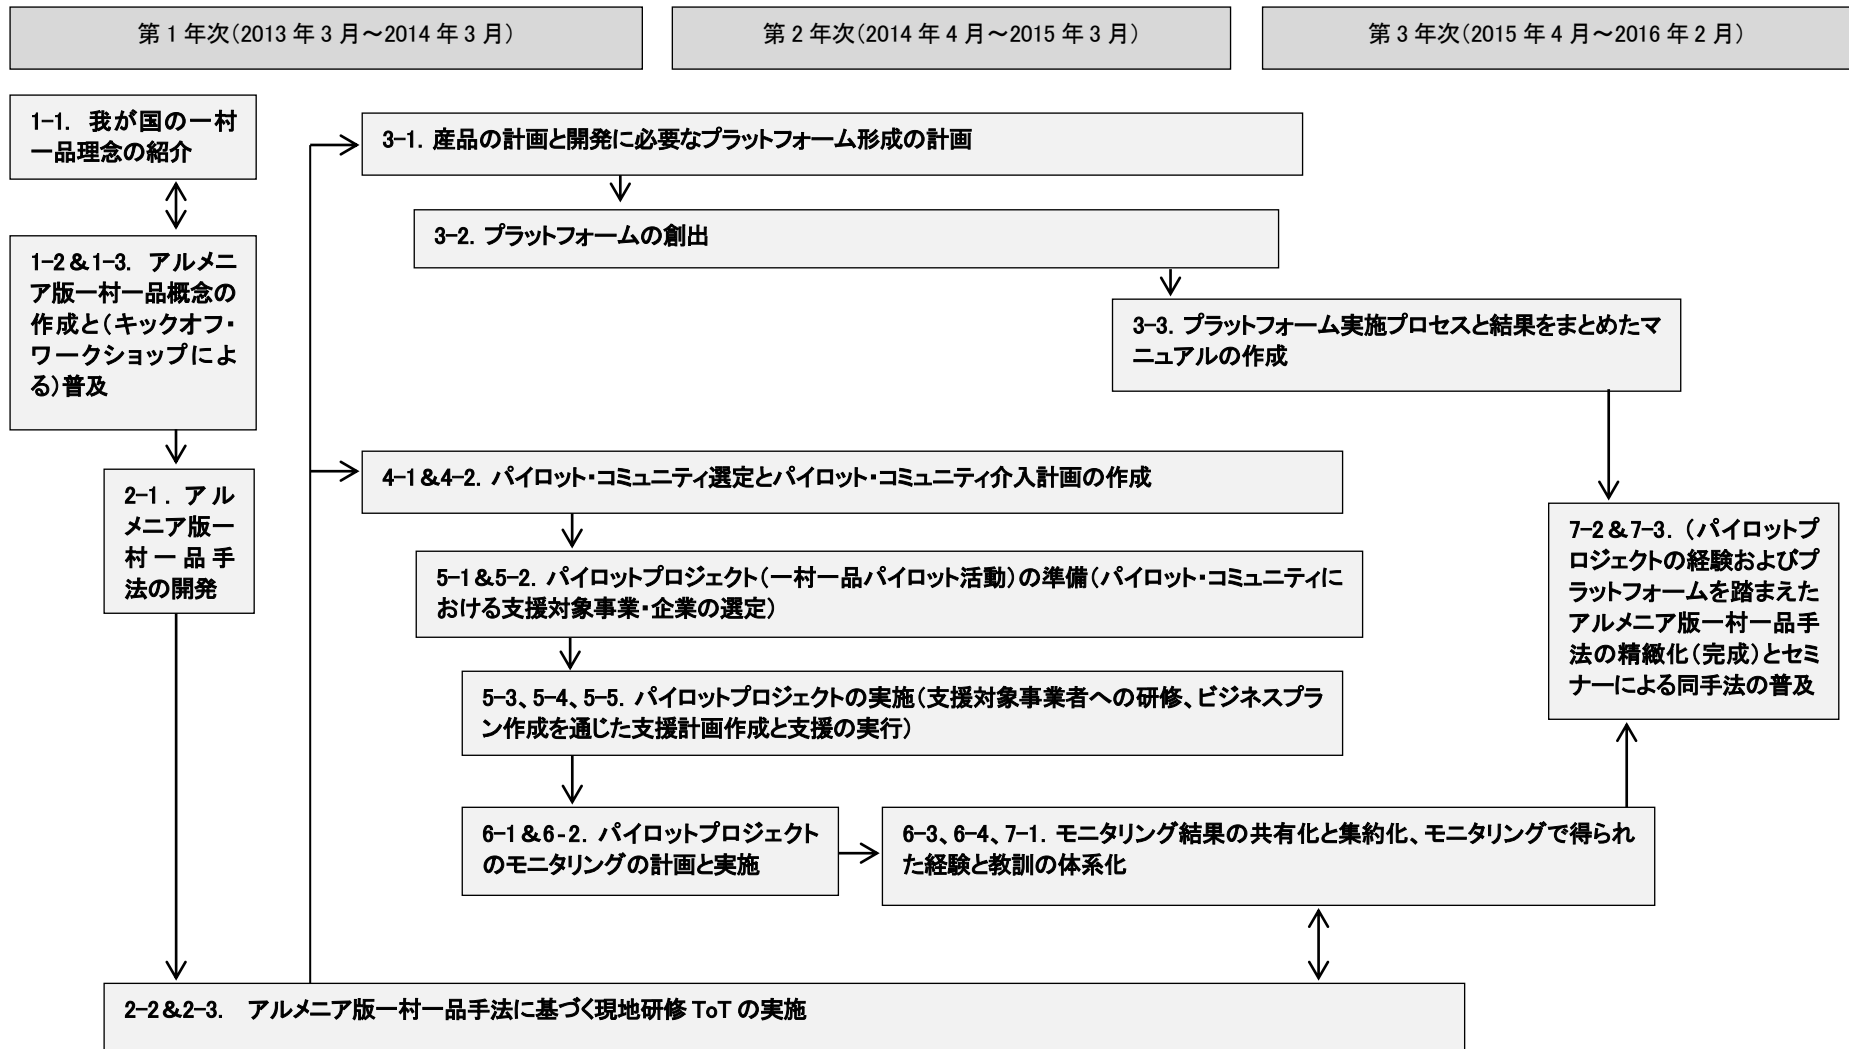 第 1 年次(2013 年 3 月～2014 年 3 月)
第 2 年次(2014 年 4 月～2015 年 3 月)
第 3 年次(2015 年 4 月～2016 年 2 月)
1-1. 我が国の一村
一品理念の紹介
1-2＆1-3. アルメニ
ア版一村一品概念の
作成と(キックオフ・
ワークショップによ
る)普及
2-1. アル
メニア版一
村一品手
法の開発
3-1. 産品の計画と開発に必要なプラットフォーム形成の計画
3-2. プラットフォームの創出
3-3. プラットフォーム実施プロセスと結果をまとめたマ
ニュアルの作成
4-1＆4-2. パイロット・コミュニティ選定とパイロット・コミュニティ介入計画の作成
5-1＆5-2. パイロットプロジェクト(一村一品パイロット活動)の準備(パイロット・コミュニティに
おける支援対象事業・企業の選定)
5-3、5-4、5-5. パイロットプロジェクトの実施(支援対象事業者への研修、ビジネスプラ
ン作成を通じた支援計画作成と支援の実行)
6-1＆6-2. パイロットプロジェクト
のモニタリングの計画と実施
6-3、6-4、7-1. モニタリング結果の共有化と集約化、モニタリングで得られ
た経験と教訓の体系化
7-2＆7-3. (パイロットプ
ロジェクトの経験およびプ
ラットフォームを踏まえた
アルメニア版一村一品手
法の精緻化(完成)とセミ
ナーによる同手法の普及
2-2＆2-3. アルメニア版一村一品手法に基づく現地研修 ToT の実施